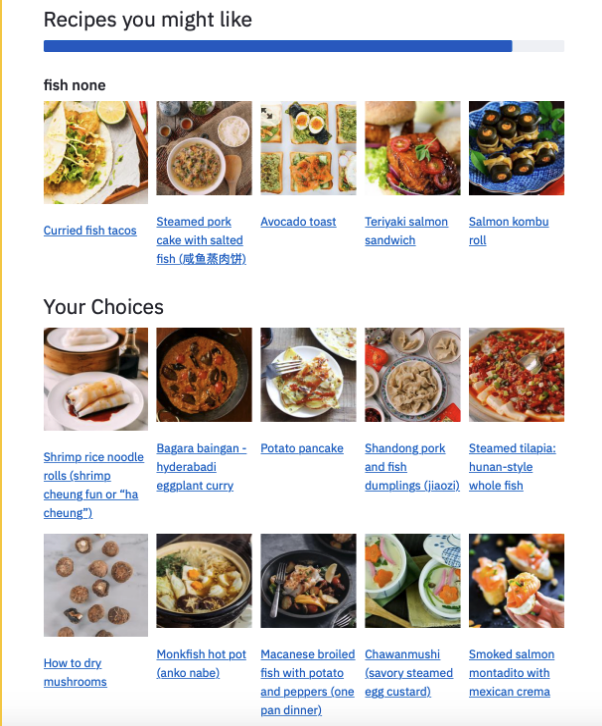 Recipes you might like
fish none
Curried fish tacos
Steamed pork
cake with salted
fish (咸鱼蒸肉饼)
Avocado toast
Teriyaki salmon
sandwich
Salmon kombu
roll
Your Choices
Shrimp rice noodle
rolls (shrimp
cheung fun or “ha
cheung”)
Bagara baingan -
hyderabadi
eggplant curry
Potato pancake
Shandong pork
and fish
dumplings (jiaozi)
Steamed tilapia:
hunan-style
whole fish
How to dry
mushrooms
Monkfish hot pot
(anko nabe)
Macanese broiled
fish with potato
and peppers (one
pan dinner)
Chawanmushi
(savory steamed
egg custard)
Smoked salmon
montadito with
mexican crema